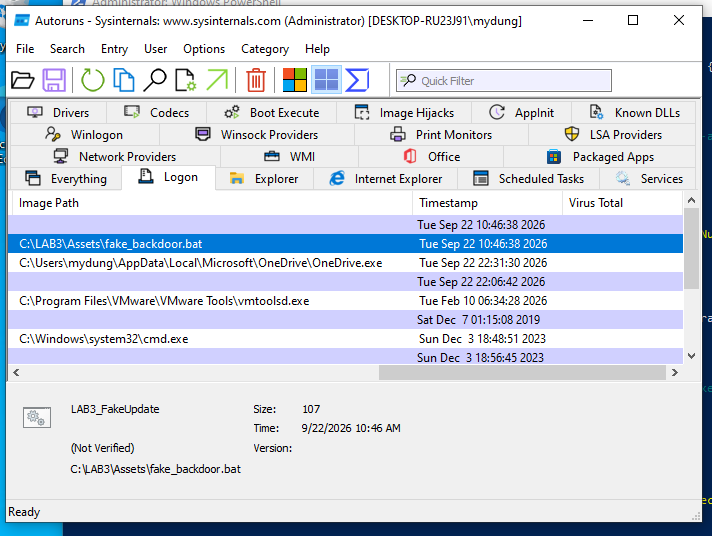 Administrator: Windows PowerShell
Autoruns - Sysinternals: www.sysinternals.com (Administrator) [DESKTOP-RU23J91\mydung]
File Search Entry User Options Category Help
Quick Filter
Drivers Codecs Boot Execute Image Hijacks AppInit Known DLLs
Winlogon Winsock Providers Print Monitors LSA Providers
Network Providers WMI Office Packaged Apps
Everything Logon Explorer Internet Explorer Scheduled Tasks Services
Image Path Timestamp Virus Total
Tue Sep 22 10:46:38 2026
C:\LAB3\Assets\fake_backdoor.bat Tue Sep 22 10:46:38 2026
C:\Users\mydung\AppData\Local\Microsoft\OneDrive\OneDrive.exe Tue Sep 22 22:31:30 2026
Tue Sep 22 22:06:42 2026
C:\Program Files\VMware\VMware Tools\vmtoolsd.exe Tue Feb 10 06:34:28 2026
Sat Dec 7 01:15:08 2019
C:\Windows\system32\cmd.exe Sun Dec 3 18:48:51 2023
Sun Dec 3 18:56:45 2023
LAB3_FakeUpdate Size: 107
Time: 9/22/2026 10:46 AM
(Not Verified) Version:
C:\LAB3\Assets\fake_backdoor.bat
Ready